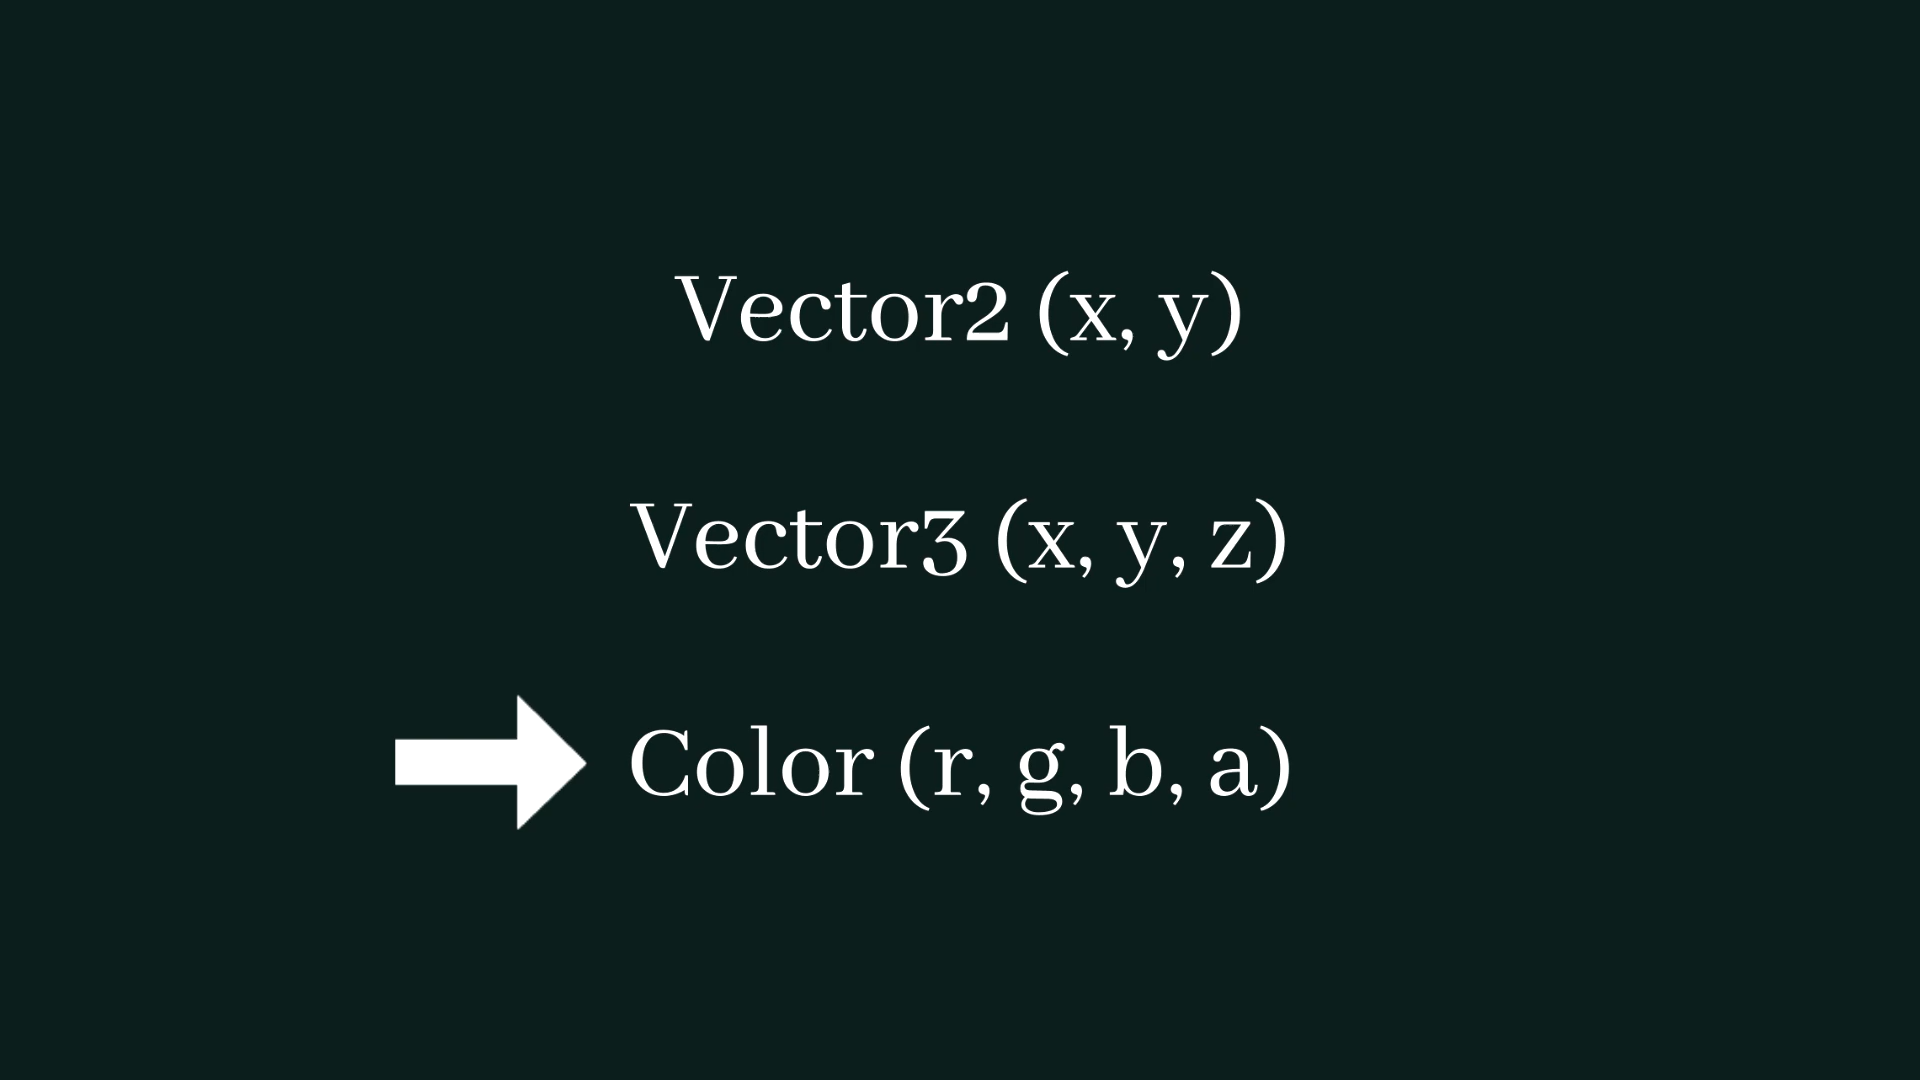 Vector2 (x, y)
Vector3 (x, y, z)
Color (r, g, b, a)